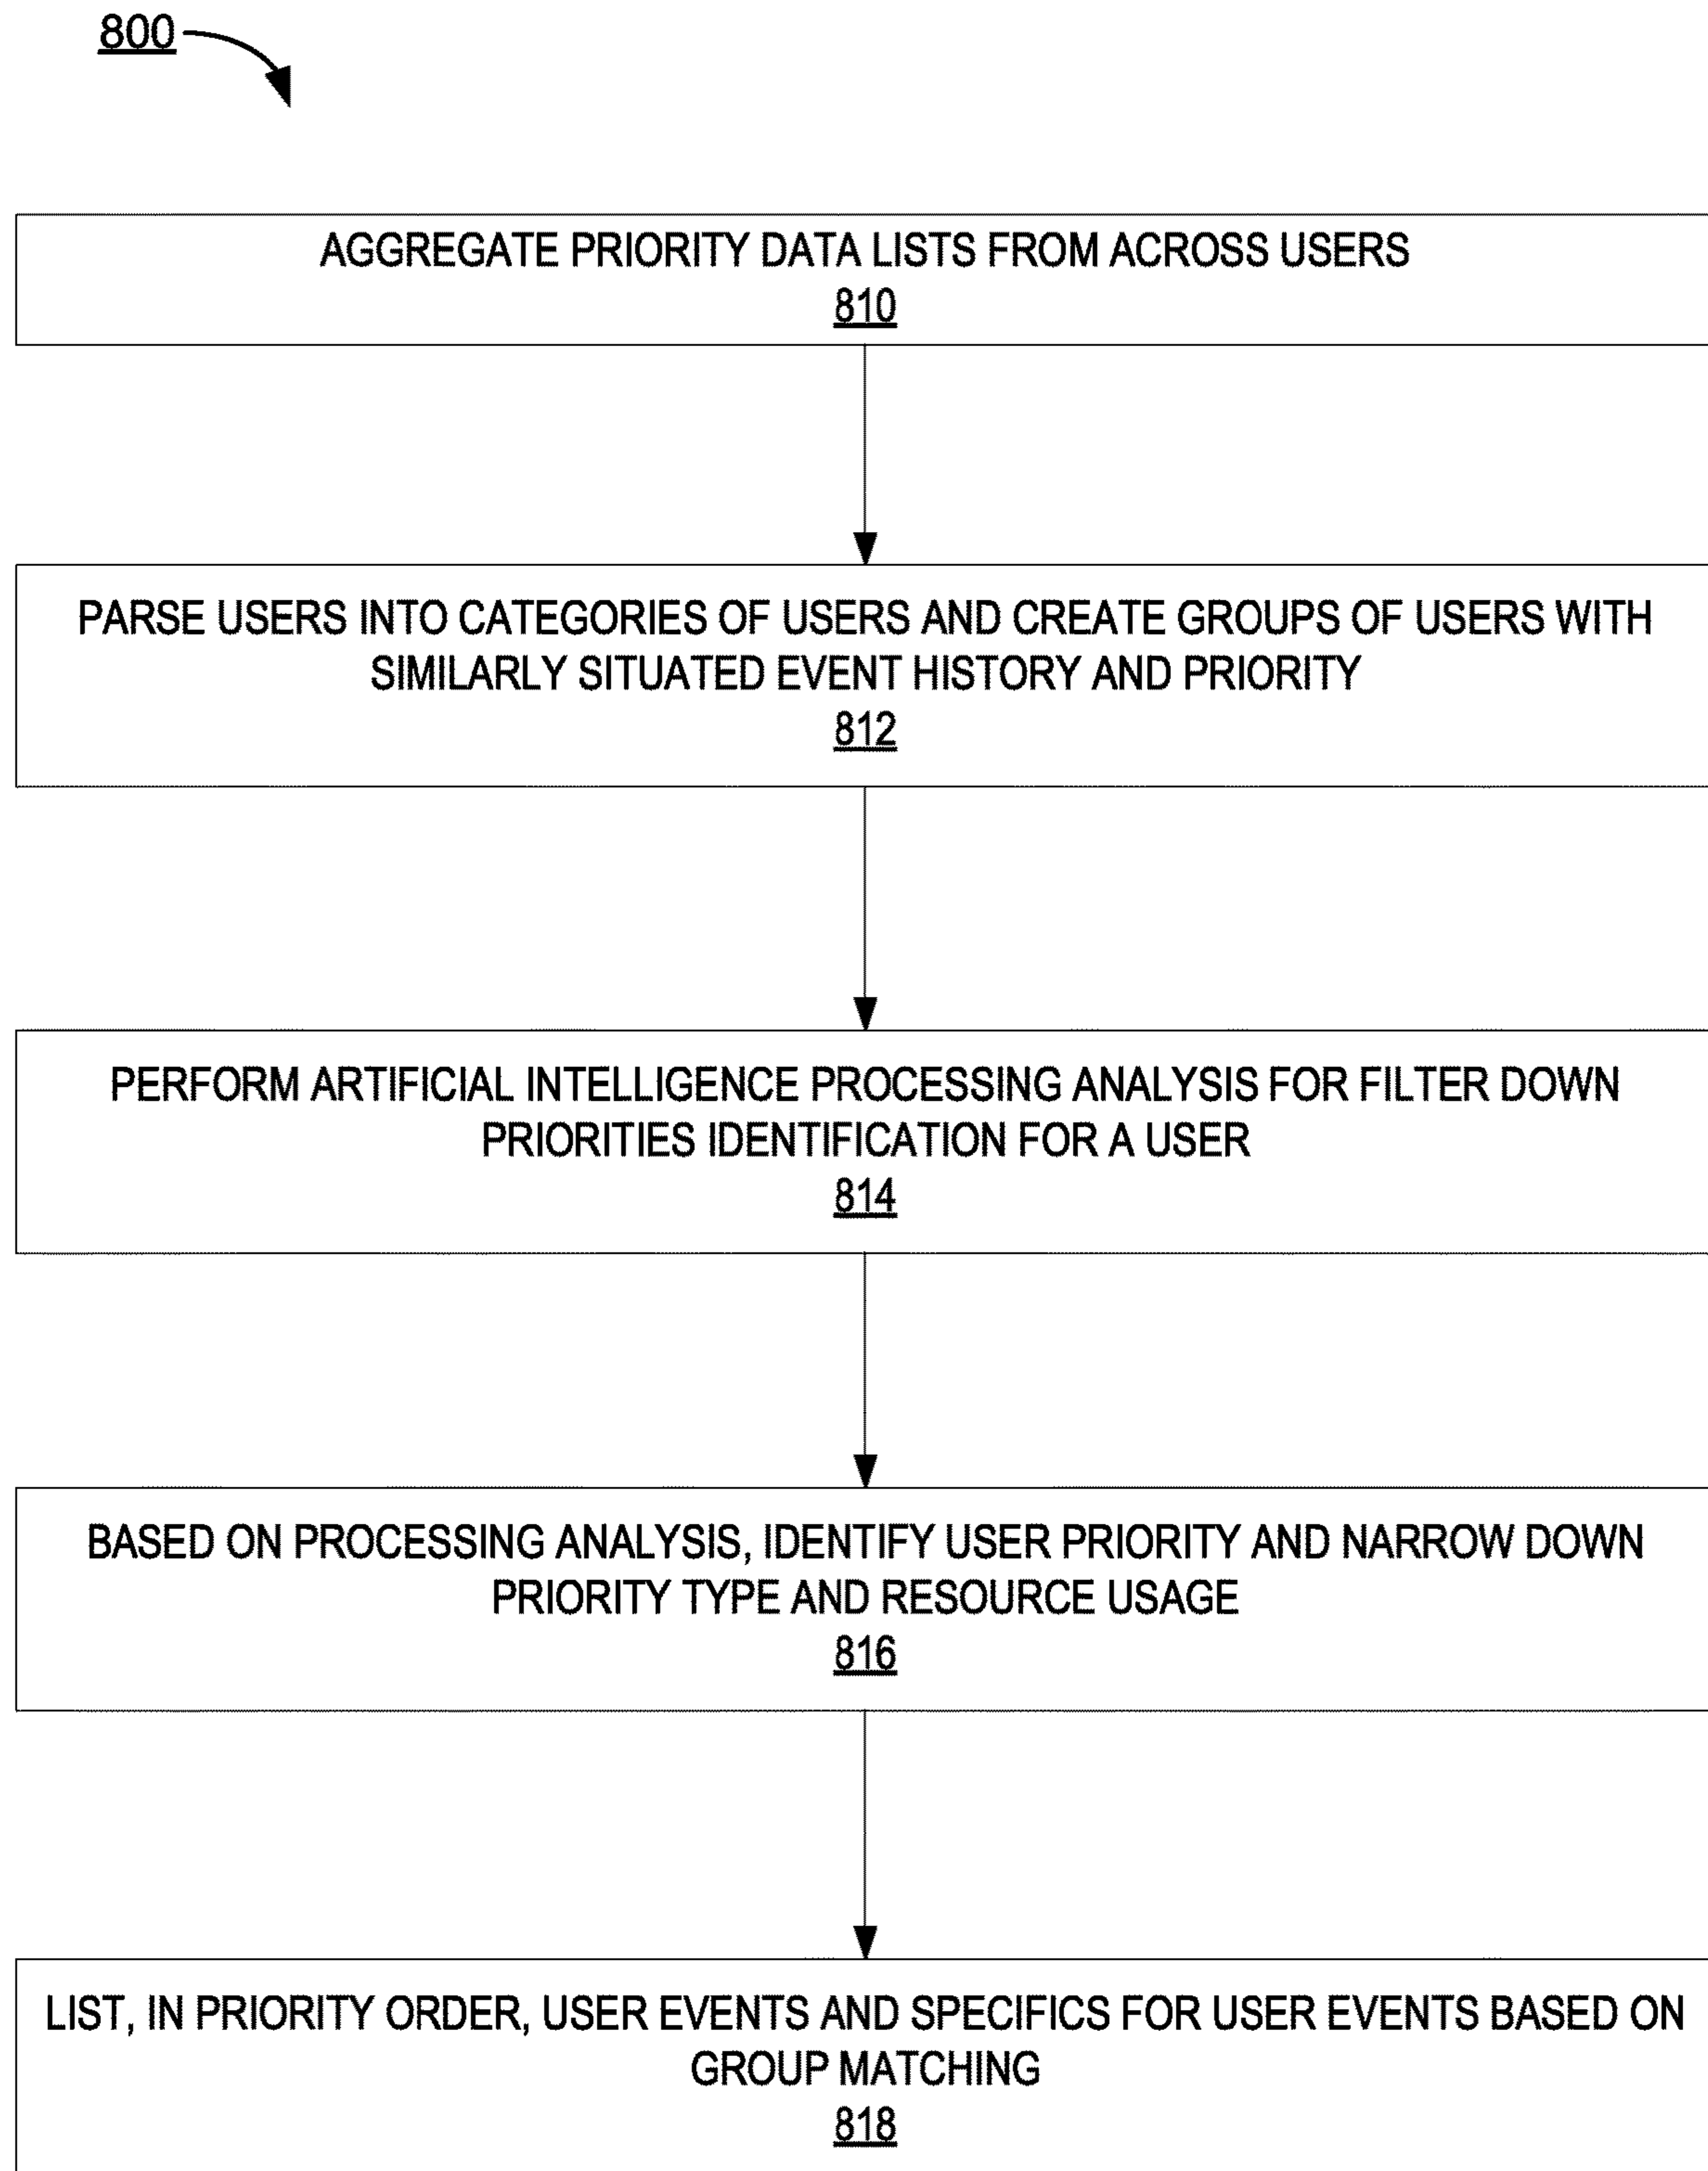 800
AGGREGATE PRIORITY DATA LISTS FROM ACROSS USERS
810
PARSE USERS INTO CATEGORIES OF USERS AND CREATE GROUPS OF USERS WITH
SIMILARLY SITUATED EVENT HISTORY AND PRIORITY
812
PERFORM ARTIFICIAL INTELLIGENCE PROCESSING ANALYSIS FOR FILTER DOWN
PRIORITIES IDENTIFICATION FOR A USER
814
BASED ON PROCESSING ANALYSIS, IDENTIFY USER PRIORITY AND NARROW DOWN
PRIORITY TYPE AND RESOURCE USAGE
816
LIST, IN PRIORITY ORDER, USER EVENTS AND SPECIFICS FOR USER EVENTS BASED ON
GROUP MATCHING
818